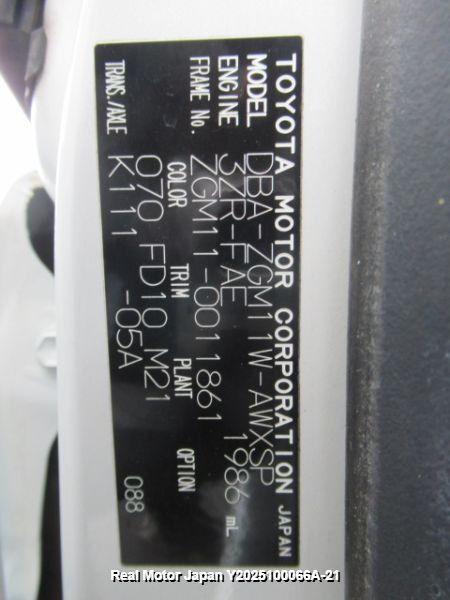 TOYOTA MOTOR CORPORATION JAPAN
MODEL DBA-ZGM11W-AWXSP
ENGINE 3ZR-FAE 1986 mL
FRAME No. ZGM11-0011861
COLOR TRIM PLANT OPTION
070 FD10 M21
TRANS./AXLE K111 -05A 088
Real Motor Japan Y2025100066A-21